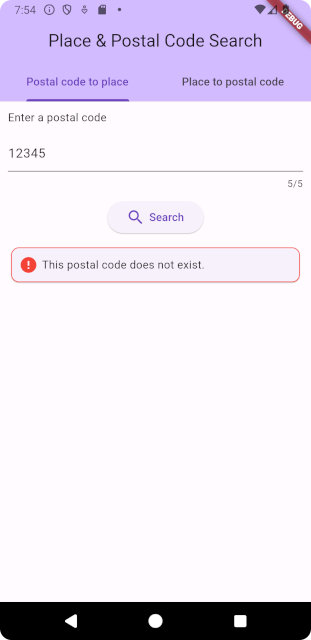 7:54
DEBUG
Place & Postal Code Search
Postal code to place
Place to postal code
Enter a postal code
12345
5/5
Search
This postal code does not exist.